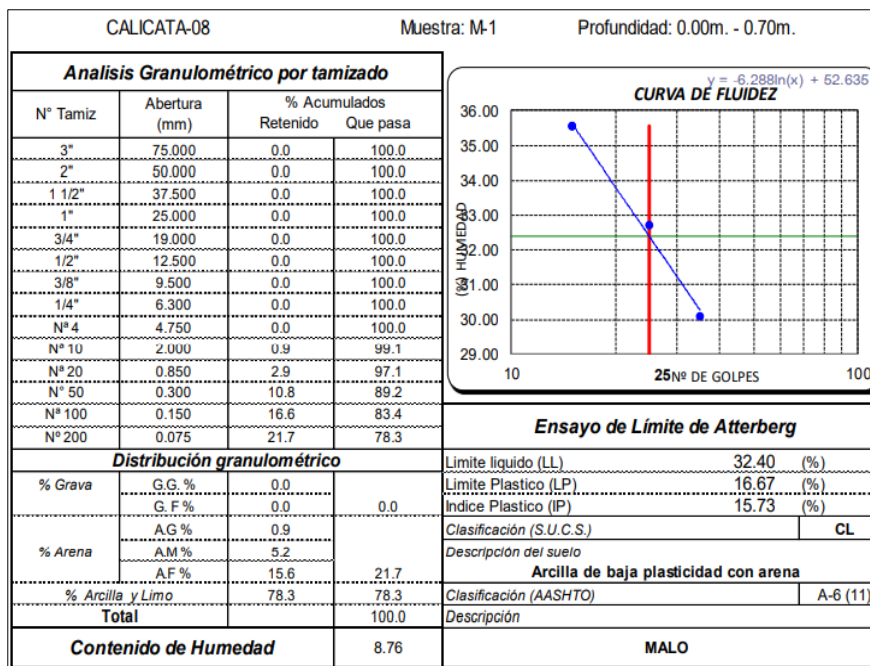 CALICATA-08 Muestra: M-1 Profundidad: 0.00m. - 0.70m.
Analisis Granulométrico por tamizado
N° Tamiz Abertura (mm) % Acumulados
Retenido Que pasa
3" 75.000 0.0 100.0
2" 50.000 0.0 100.0
1 1/2" 37.500 0.0 100.0
1" 25.000 0.0 100.0
3/4" 19.000 0.0 100.0
1/2" 12.500 0.0 100.0
3/8" 9.500 0.0 100.0
1/4" 6.300 0.0 100.0
Nª 4 4.750 0.0 100.0
Nª 10 2.000 0.9 99.1
Nª 20 0.850 2.9 97.1
N° 50 0.300 10.8 89.2
Nª 100 0.150 16.6 83.4
Nº 200 0.075 21.7 78.3
Distribución granulométrico
% Grava G.G. % 0.0
G. F % 0.0 0.0
% Arena A.G % 0.9
A.M % 5.2
A.F % 15.6 21.7
% Arcilla y Limo 78.3 78.3
Total 100.0
Contenido de Humedad 8.76
y = -6.288ln(x) + 52.635
CURVA DE FLUIDEZ
36.00
35.00
34.00
33.00
32.00
31.00
30.00
29.00
(%) HUMEDAD
10 25 Nº DE GOLPES 100
Ensayo de Límite de Atterberg
Limite liquido (LL) 32.40 (%)
Limite Plastico (LP) 16.67 (%)
Indice Plastico (IP) 15.73 (%)
Clasificación (S.U.C.S.) CL
Descripción del suelo
Arcilla de baja plasticidad con arena
Clasificación (AASHTO) A-6 (11)
Descripción
MALO